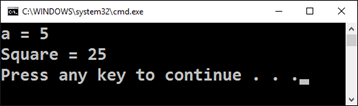 C:\WINDOWS\system32\cmd.exe
a = 5
Square = 25
Press any key to continue . . .